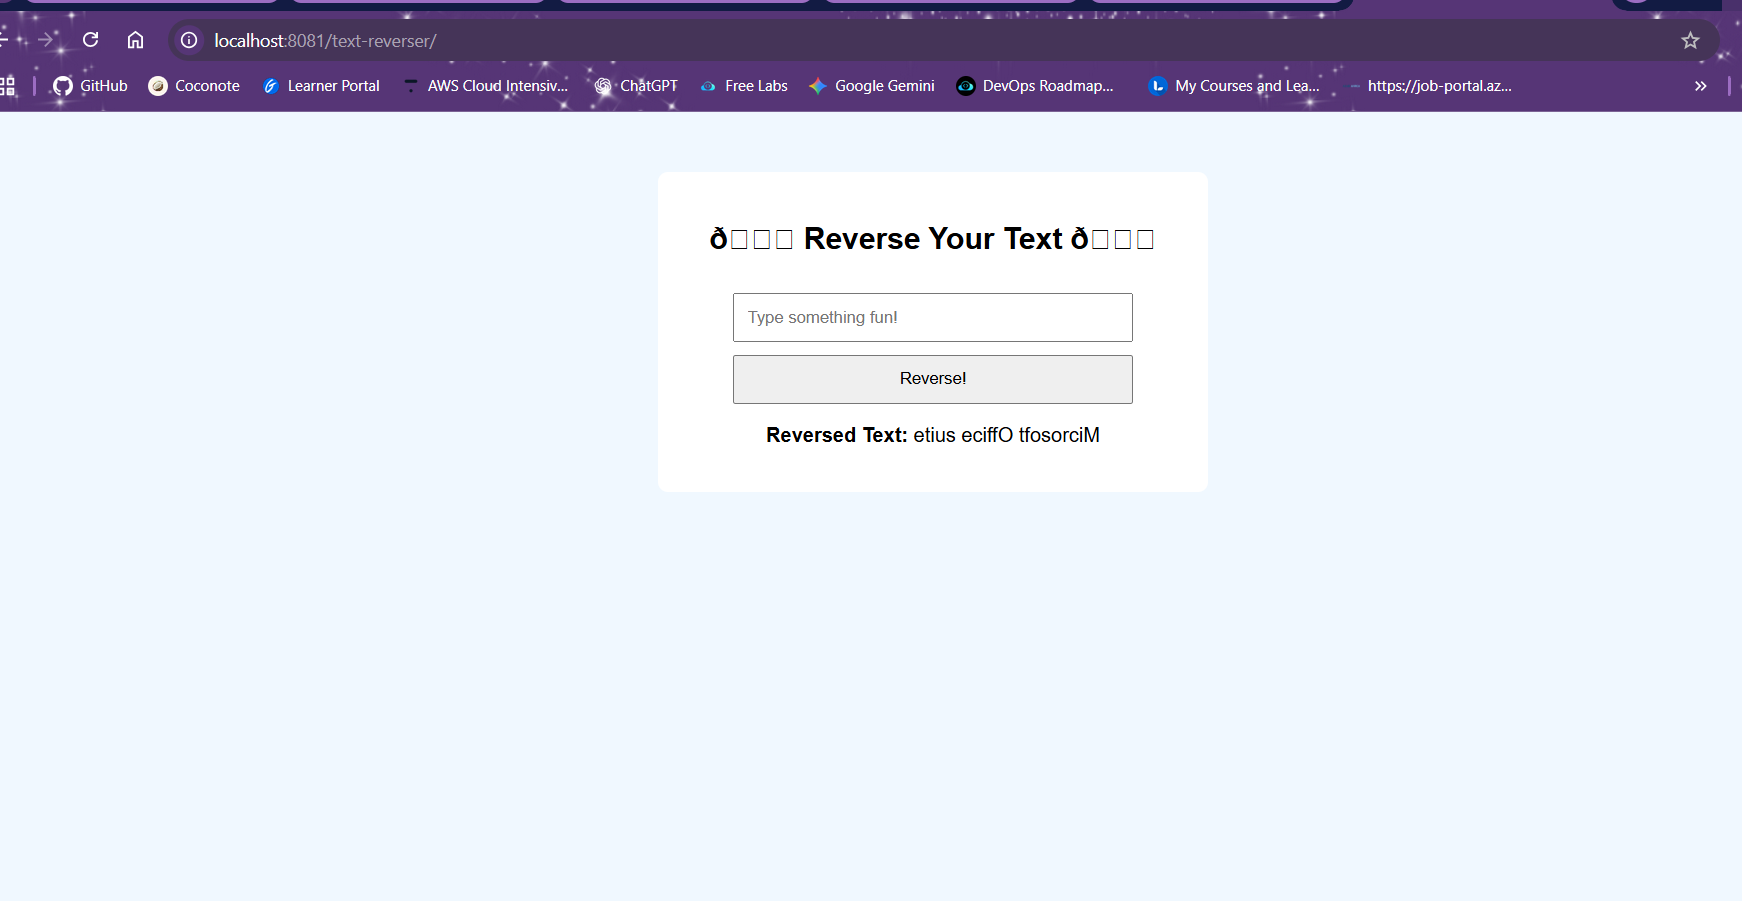 localhost:8081/text-reverser/
GitHub Coconote Learner Portal AWS Cloud Intensiv... ChatGPT Free Labs Google Gemini DevOps Roadmap... My Courses and Lea... https://job-portal.az...
ð□□□ Reverse Your Text ð□□□
Type something fun!
Reverse!
Reversed Text: etius eciffO tfosorciM